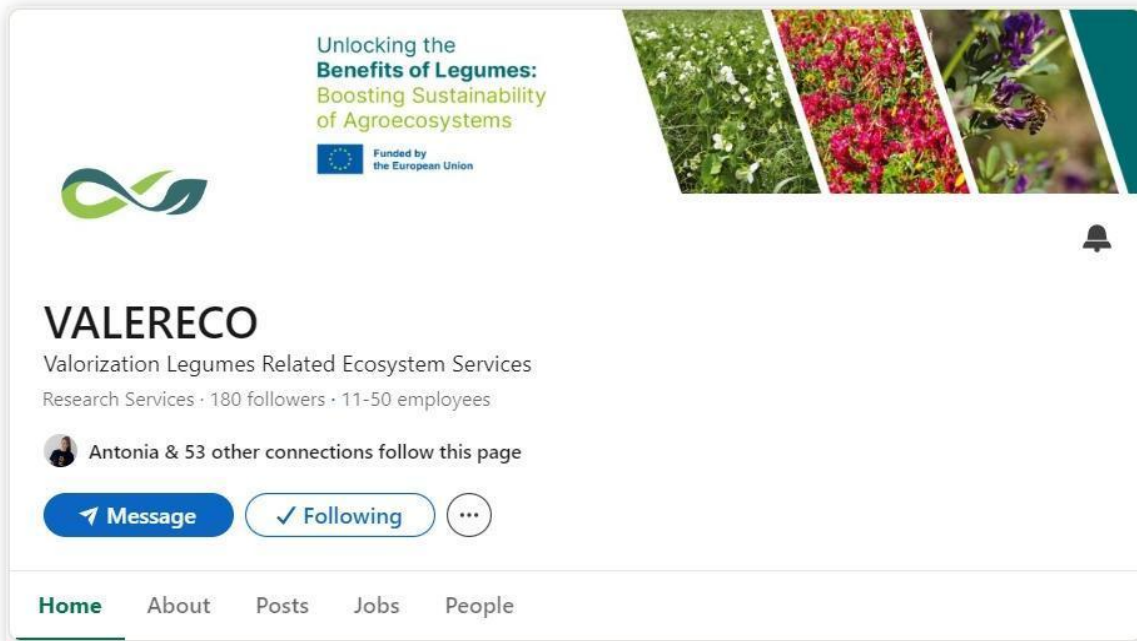 Unlocking the
Benefits of Legumes:
Boosting Sustainability
of Agroecosystems
Funded by
the European Union
VALERECO
Valorization Legumes Related Ecosystem Services
Research Services · 180 followers · 11-50 employees
Antonia & 53 other connections follow this page
Message
Following
Home
About
Posts
Jobs
People